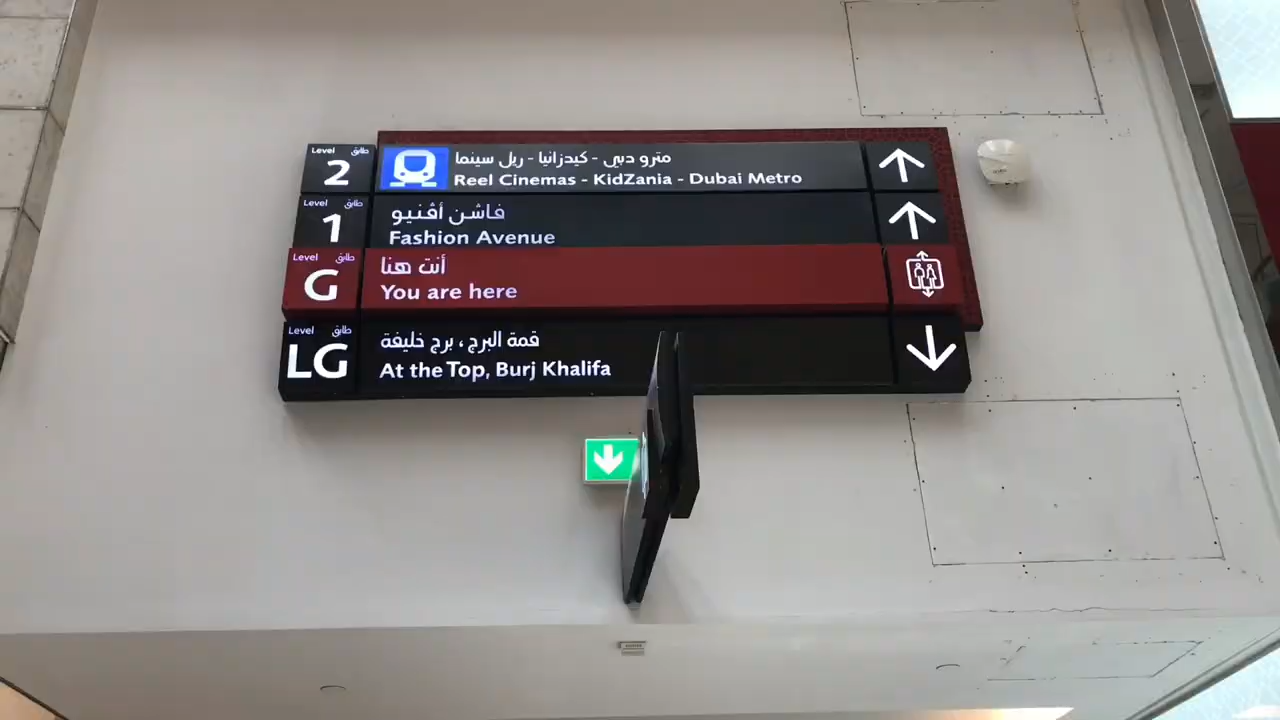 Level طابق
2
مترو دبي - كيدزانيا - ريل سينما
Reel Cinemas - KidZania - Dubai Metro
Level طابق
1
فاشن أڤنيو
Fashion Avenue
Level طابق
G
أنت هنا
You are here
Level طابق
LG
قمة البرج، برج خليفة
At the Top, Burj Khalifa